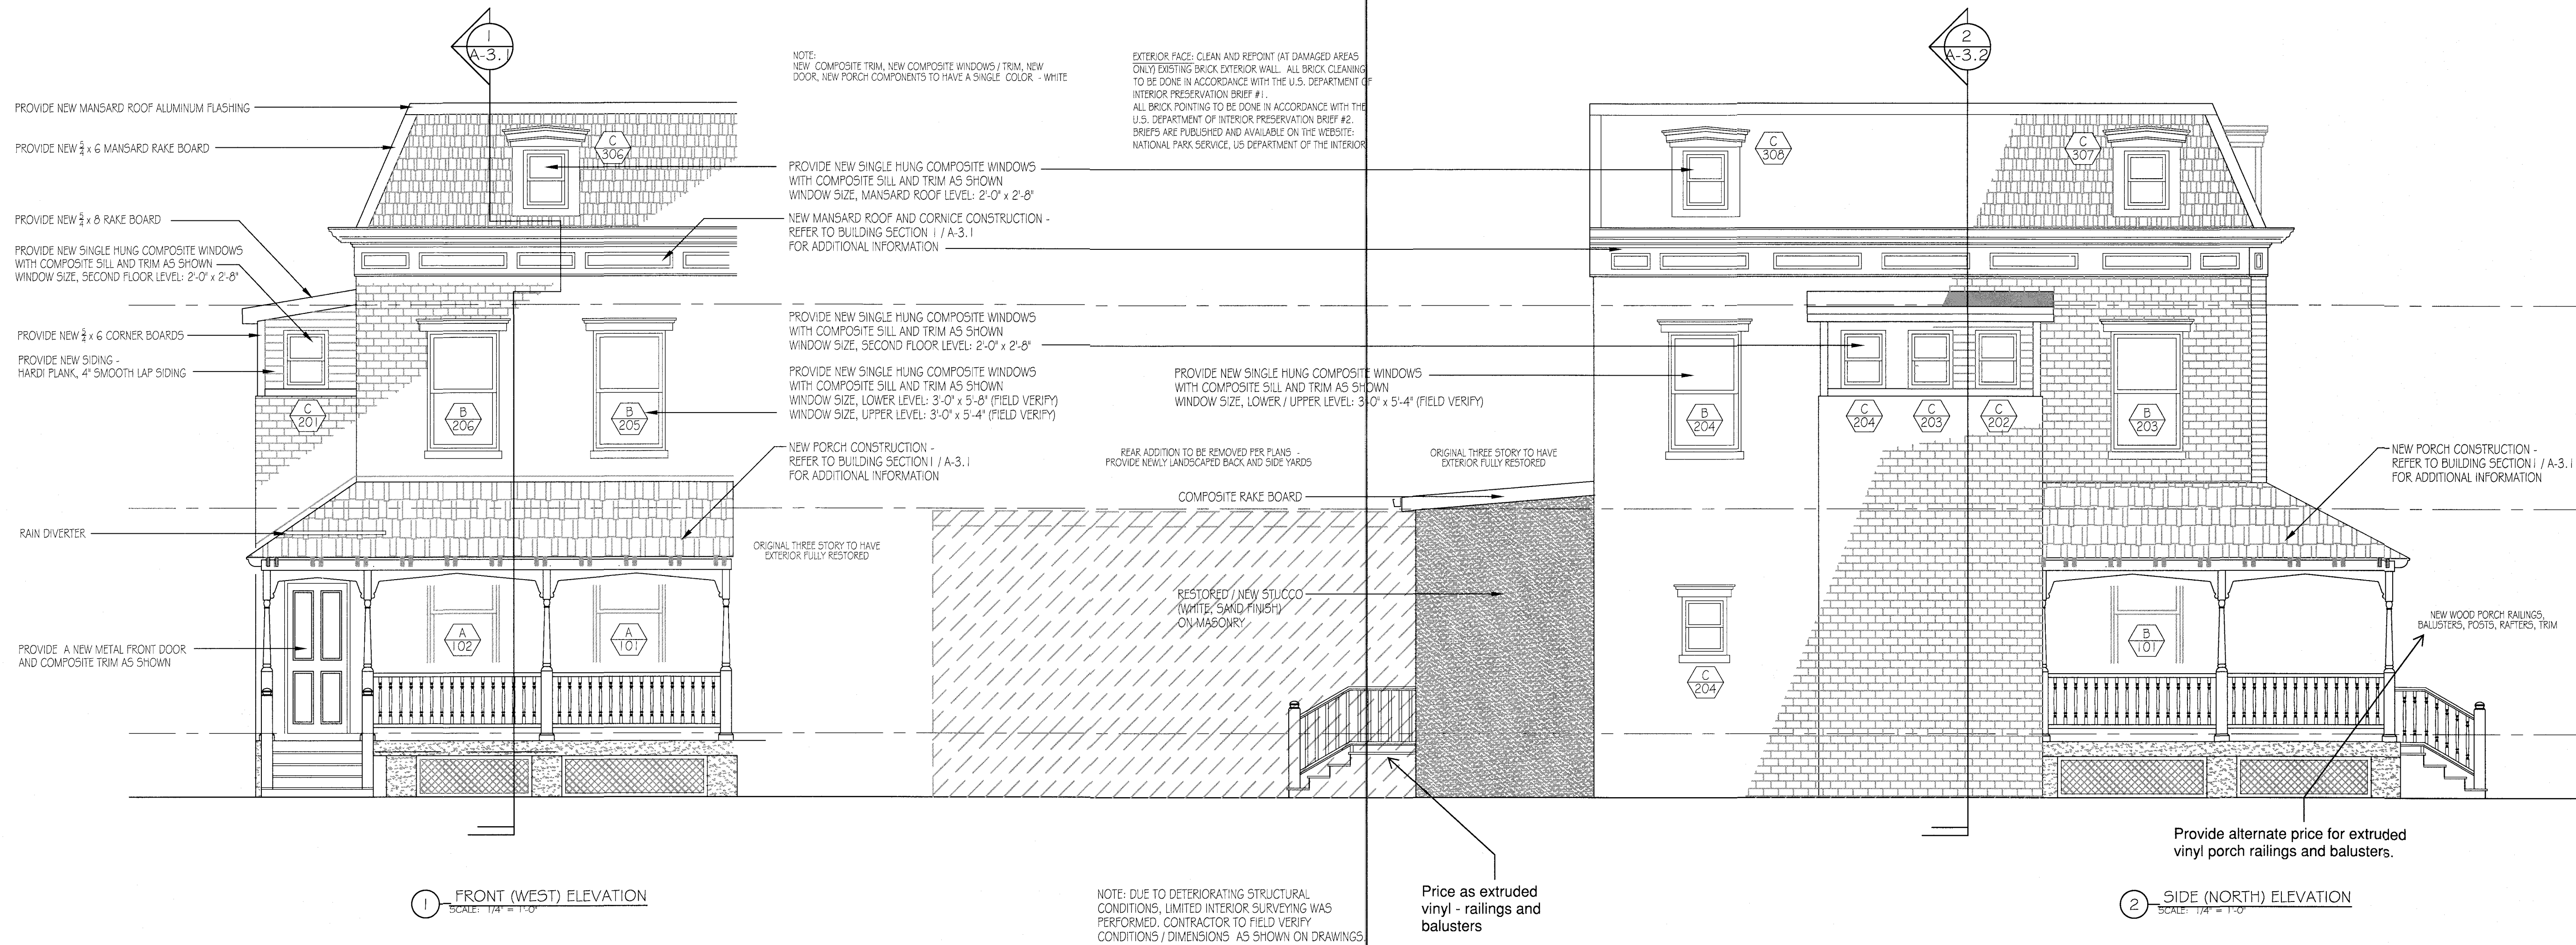 1
A-3.1
2
A-3.2
NOTE:
NEW COMPOSITE TRIM, NEW COMPOSITE WINDOWS / TRIM, NEW
DOOR, NEW PORCH COMPONENTS TO HAVE A SINGLE COLOR - WHITE
EXTERIOR FACE: CLEAN AND REPOINT (AT DAMAGED AREAS
ONLY) EXISTING BRICK EXTERIOR WALL. ALL BRICK CLEANING
TO BE DONE IN ACCORDANCE WITH THE U.S. DEPARTMENT OF
INTERIOR PRESERVATION BRIEF #1.
ALL BRICK POINTING TO BE DONE IN ACCORDANCE WITH THE
U.S. DEPARTMENT OF INTERIOR PRESERVATION BRIEF #2.
BRIEFS ARE PUBLISHED AND AVAILABLE ON THE WEBSITE:
NATIONAL PARK SERVICE, US DEPARTMENT OF THE INTERIOR
PROVIDE NEW MANSARD ROOF ALUMINUM FLASHING
PROVIDE NEW 5/4 x 6 MANSARD RAKE BOARD
PROVIDE NEW 5/4 x 8 RAKE BOARD
PROVIDE NEW SINGLE HUNG COMPOSITE WINDOWS
WITH COMPOSITE SILL AND TRIM AS SHOWN
WINDOW SIZE, SECOND FLOOR LEVEL: 2'-0" x 2'-8"
PROVIDE NEW 5/4 x 6 CORNER BOARDS
PROVIDE NEW SIDING -
HARDI PLANK, 4" SMOOTH LAP SIDING
RAIN DIVERTER
PROVIDE A NEW METAL FRONT DOOR
AND COMPOSITE TRIM AS SHOWN
C
306
C
201
B
206
B
205
A
102
A
101
PROVIDE NEW SINGLE HUNG COMPOSITE WINDOWS
WITH COMPOSITE SILL AND TRIM AS SHOWN
WINDOW SIZE, MANSARD ROOF LEVEL: 2'-0" x 2'-8"
NEW MANSARD ROOF AND CORNICE CONSTRUCTION -
REFER TO BUILDING SECTION 1 / A-3.1
FOR ADDITIONAL INFORMATION
PROVIDE NEW SINGLE HUNG COMPOSITE WINDOWS
WITH COMPOSITE SILL AND TRIM AS SHOWN
WINDOW SIZE, SECOND FLOOR LEVEL: 2'-0" x 2'-8"
PROVIDE NEW SINGLE HUNG COMPOSITE WINDOWS
WITH COMPOSITE SILL AND TRIM AS SHOWN
WINDOW SIZE, LOWER LEVEL: 3'-0" x 5'-8" (FIELD VERIFY)
WINDOW SIZE, UPPER LEVEL: 3'-0" x 5'-4" (FIELD VERIFY)
NEW PORCH CONSTRUCTION -
REFER TO BUILDING SECTION 1 / A-3.1
FOR ADDITIONAL INFORMATION
ORIGINAL THREE STORY TO HAVE
EXTERIOR FULLY RESTORED
PROVIDE NEW SINGLE HUNG COMPOSITE WINDOWS
WITH COMPOSITE SILL AND TRIM AS SHOWN
WINDOW SIZE, LOWER / UPPER LEVEL: 3'-0" x 5'-4" (FIELD VERIFY)
REAR ADDITION TO BE REMOVED PER PLANS -
PROVIDE NEWLY LANDSCAPED BACK AND SIDE YARDS
ORIGINAL THREE STORY TO HAVE
EXTERIOR FULLY RESTORED
COMPOSITE RAKE BOARD
RESTORED / NEW STUCCO
(WHITE, SAND FINISH)
ON MASONRY
C
308
C
307
B
204
C
204
C
203
C
202
B
203
C
204
B
101
NEW PORCH CONSTRUCTION -
REFER TO BUILDING SECTION 1 / A-3.1
FOR ADDITIONAL INFORMATION
NEW WOOD PORCH RAILINGS,
BALUSTERS, POSTS, RAFTERS, TRIM
Provide alternate price for extruded
vinyl porch railings and balusters.
Price as extruded
vinyl - railings and
balusters
1
FRONT (WEST) ELEVATION
SCALE: 1/4" = 1'-0"
NOTE: DUE TO DETERIORATING STRUCTURAL
CONDITIONS, LIMITED INTERIOR SURVEYING WAS
PERFORMED. CONTRACTOR TO FIELD VERIFY
CONDITIONS / DIMENSIONS AS SHOWN ON DRAWINGS.
2
SIDE (NORTH) ELEVATION
SCALE: 1/4" = 1'-0"